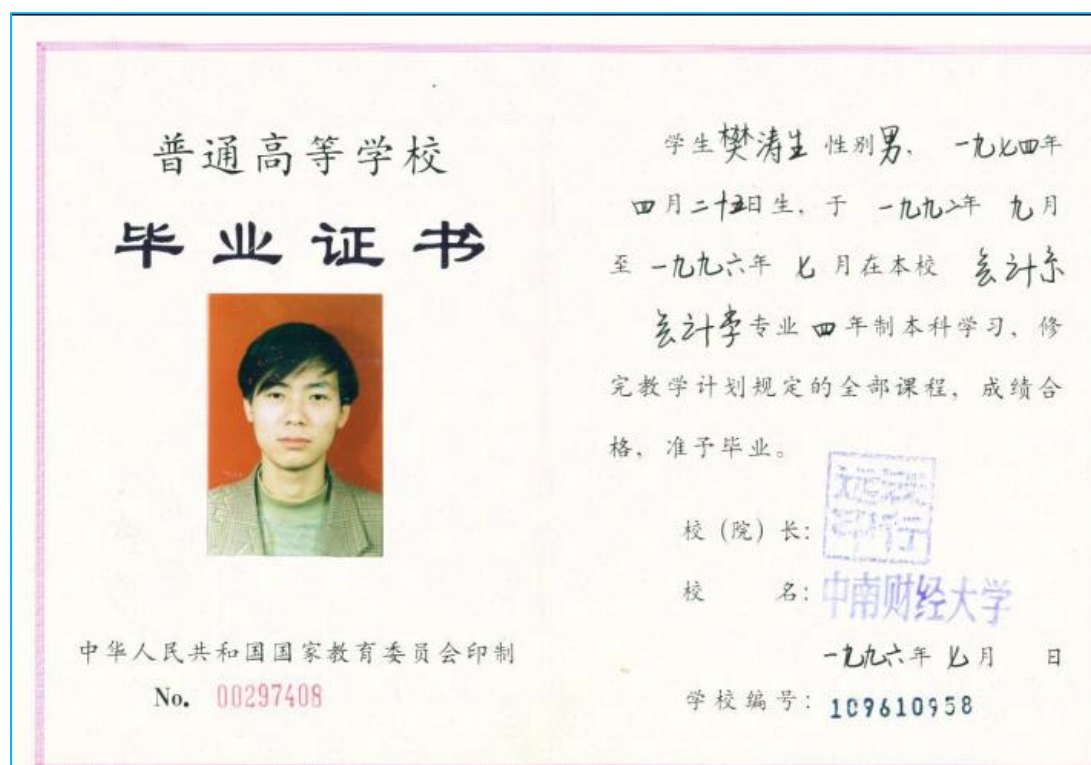 普通高等学校
毕业证书
中华人民共和国国家教育委员会印制
No. 00297408
学生樊涛生 性别男, 一九七四年
四月二十五日生, 于 一九九二年 九月
至 一九九六年 七月在本校 会计系
会计学专业 四年制本科学习, 修
完教学计划规定的全部课程, 成绩合
格, 准予毕业。
校(院)长:
校 名: 中南财经大学
一九九六年 七月 日
学校编号: 109610958